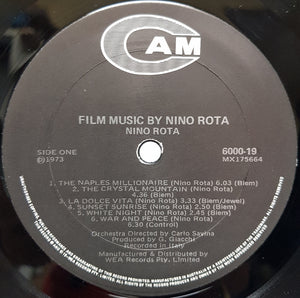 CAM
FILM MUSIC BY NINO ROTA
NINO ROTA
SIDE ONE
℗1973
6000-19
MX175664
1. THE NAPLES MILLIONAIRE (Nino Rota) 6,03 (Biem)
2. THE CRYSTAL MOUNTAIN (Nino Rota)
4.36 (Biem)
3. LA DOLCE VITA (Nino Rota) 3,33 (Biem/Jewel)
4. SUNSET SUNRISE (Nino Rota) 2.50 (Biem)
5. WHITE NIGHT (Nino Rota) 2.45 (Biem)
6. WAR AND PEACE (Nino Rota)
6.30 (Control)
Orchestra Directed by Carlo Savina
Produced by G. Giacchi
Recorded in Italy
Manufactured & Distributed by
WEA Records Pty. Limited